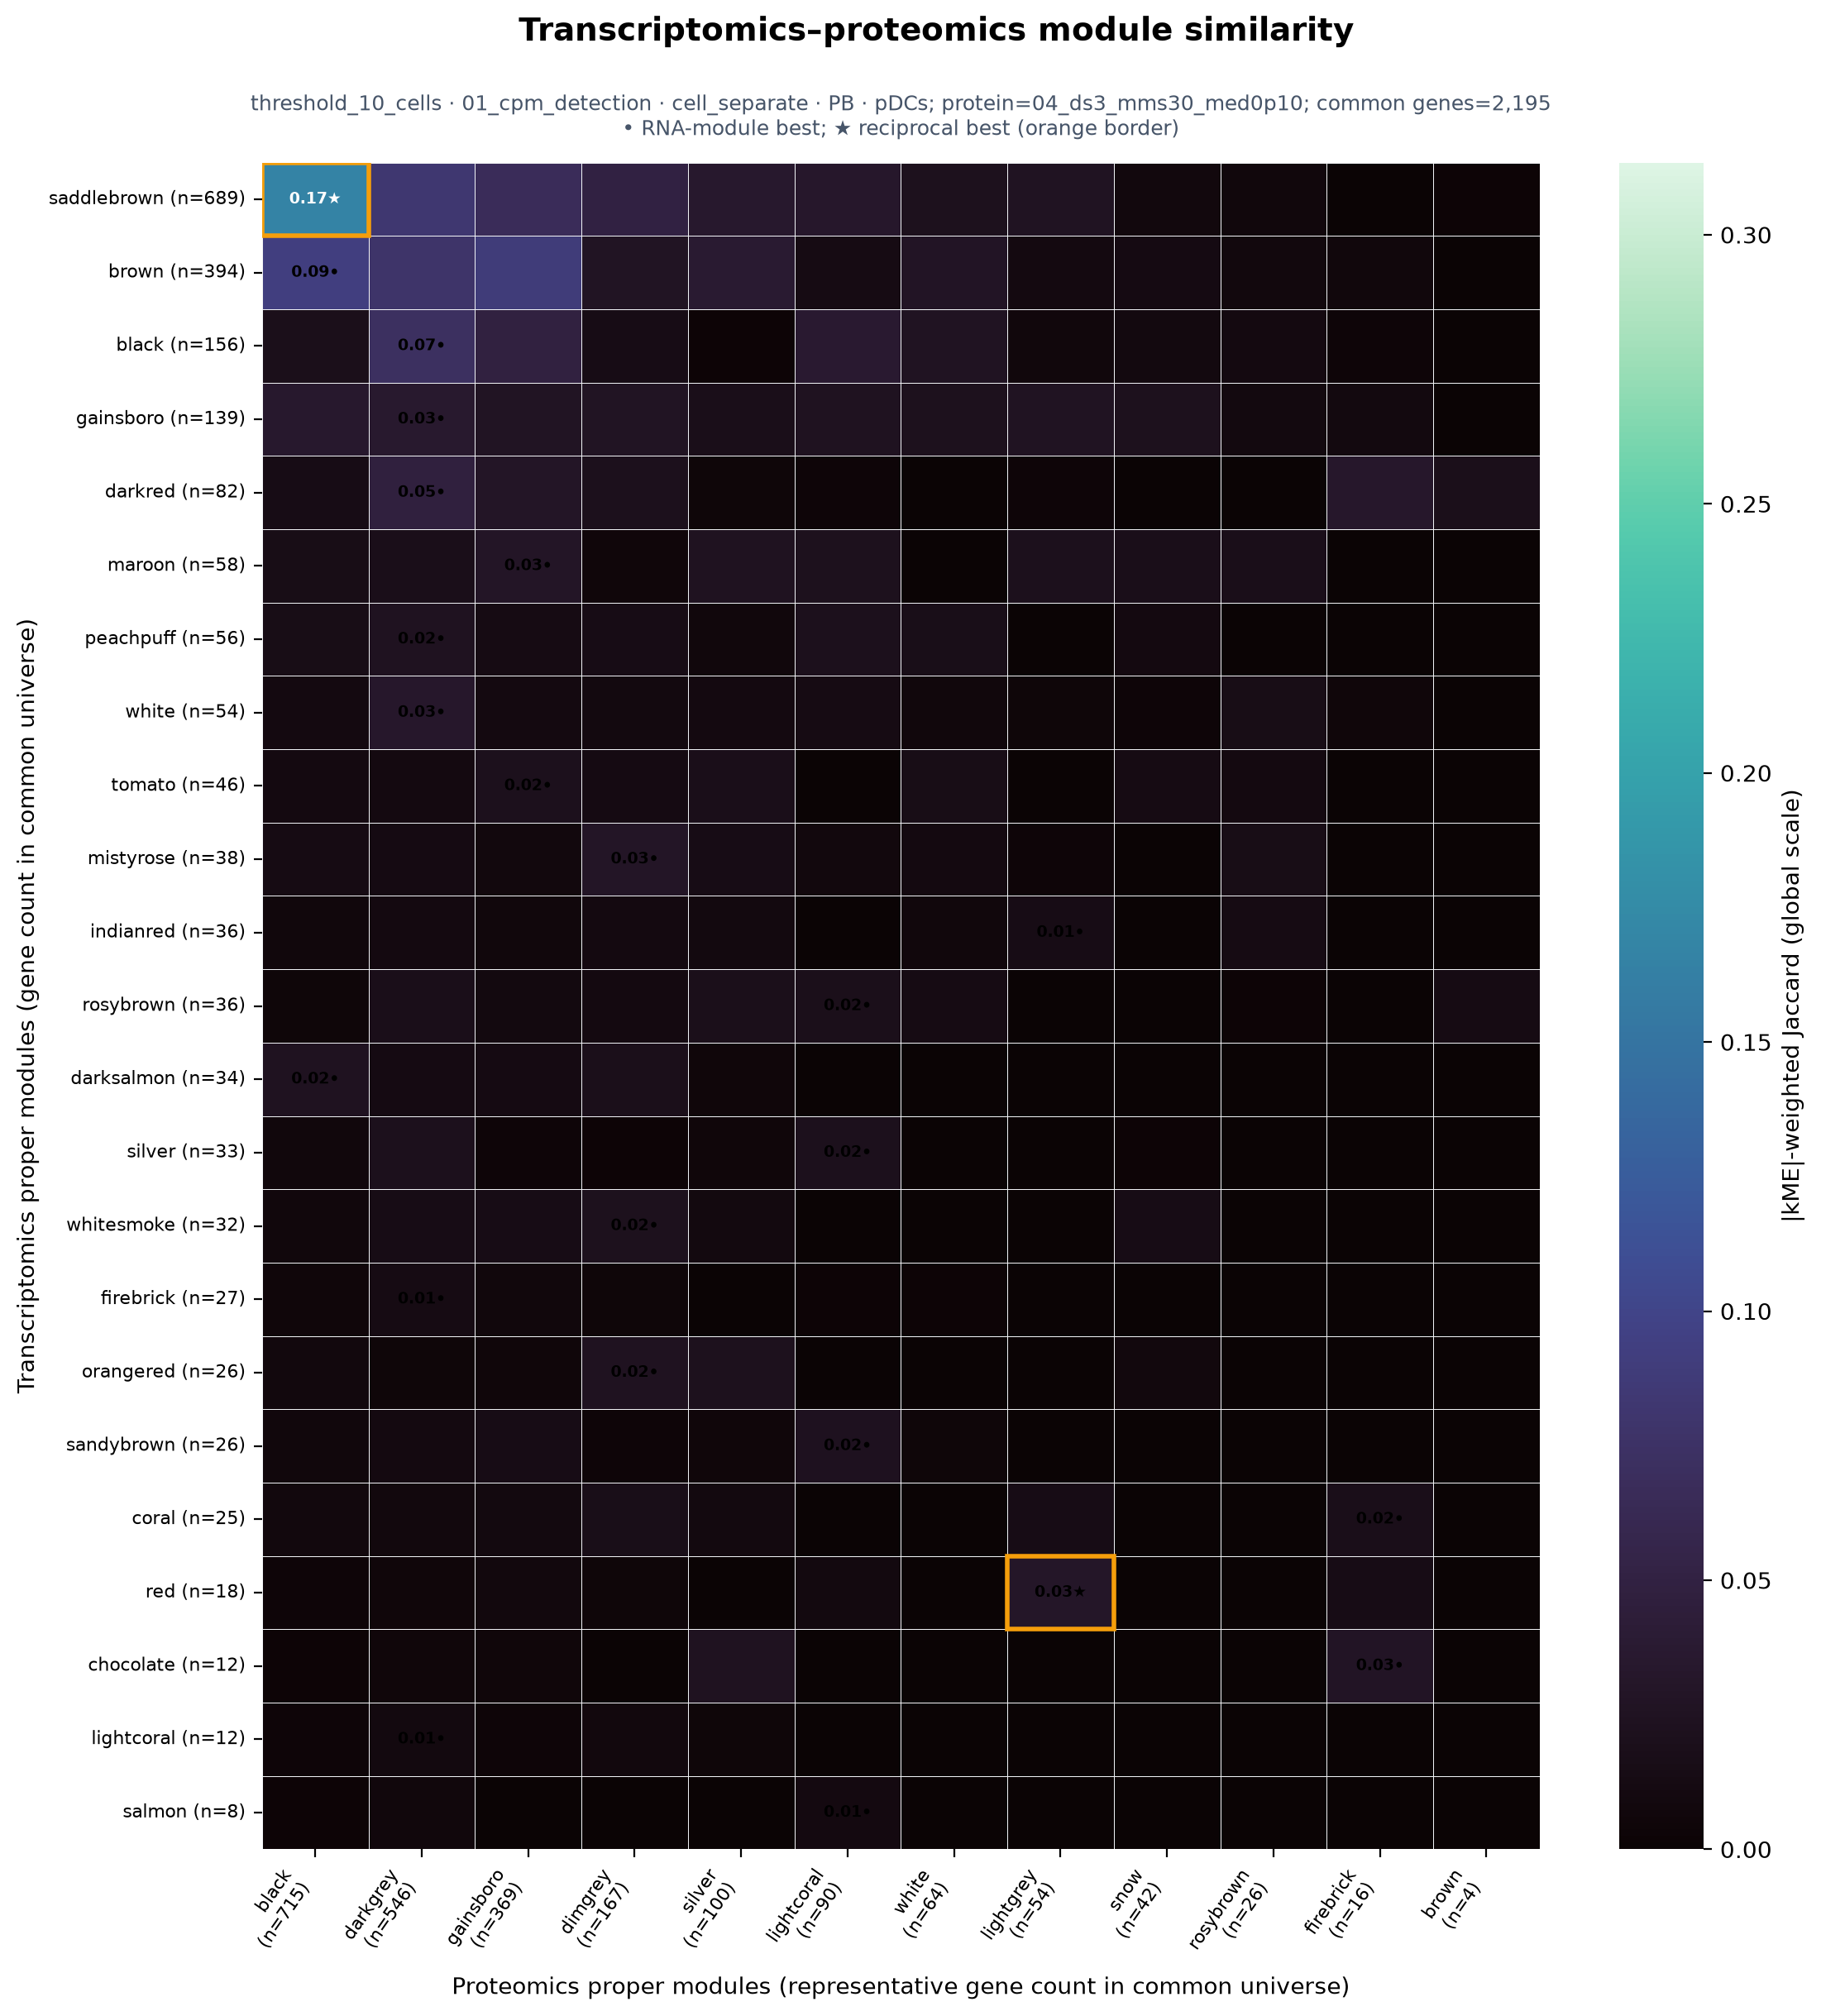 Transcriptomics–proteomics module similarity
threshold_10_cells · 01_cpm_detection · cell_separate · PB · pDCs; protein=04_ds3_mms30_med0p10; common genes=2,195
• RNA-module best; ★ reciprocal best (orange border)
Transcriptomics proper modules (gene count in common universe)
saddlebrown (n=689)
0.17★
brown (n=394)
0.09•
black (n=156)
0.07•
gainsboro (n=139)
0.03•
darkred (n=82)
0.05•
maroon (n=58)
0.03•
peachpuff (n=56)
0.02•
white (n=54)
0.03•
tomato (n=46)
0.02•
mistyrose (n=38)
0.03•
indianred (n=36)
0.01•
rosybrown (n=36)
0.02•
darksalmon (n=34)
0.02•
silver (n=33)
0.02•
whitesmoke (n=32)
0.02•
firebrick (n=27)
0.01•
orangered (n=26)
0.02•
sandybrown (n=26)
0.02•
coral (n=25)
0.02•
red (n=18)
0.03★
chocolate (n=12)
0.03•
lightcoral (n=12)
0.01•
salmon (n=8)
0.01•
black
(n=715)
darkgrey
(n=546)
gainsboro
(n=369)
dimgrey
(n=167)
silver
(n=100)
lightcoral
(n=90)
white
(n=64)
lightgrey
(n=54)
snow
(n=42)
rosybrown
(n=26)
firebrick
(n=16)
brown
(n=4)
Proteomics proper modules (representative gene count in common universe)
0.30
0.25
0.20
0.15
0.10
0.05
0.00
|kME|-weighted Jaccard (global scale)